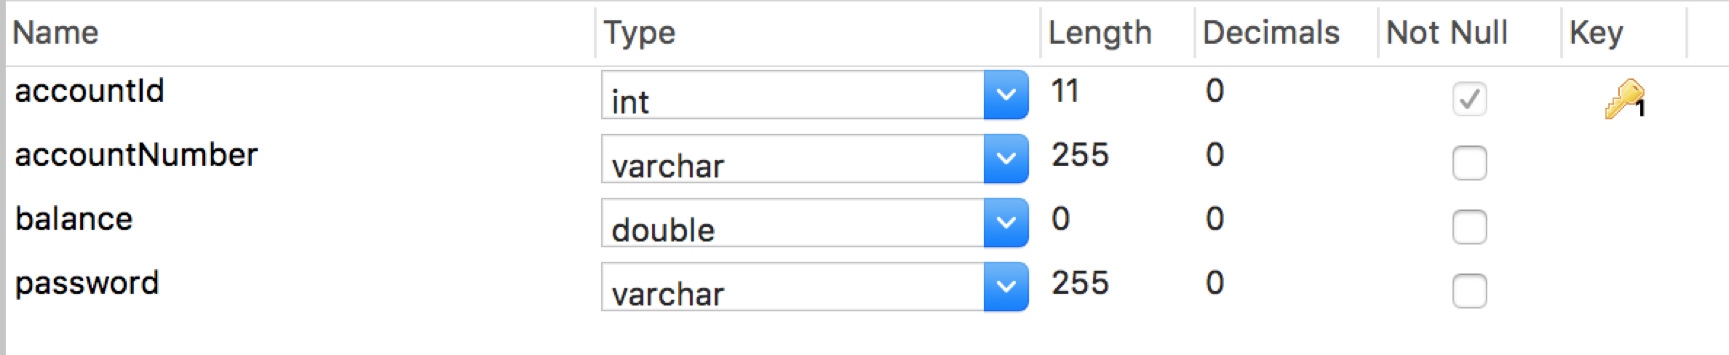 Name Type Length Decimals Not Null Key
accountId int 11 0 1
accountNumber varchar 255 0
balance double 0 0
password varchar 255 0